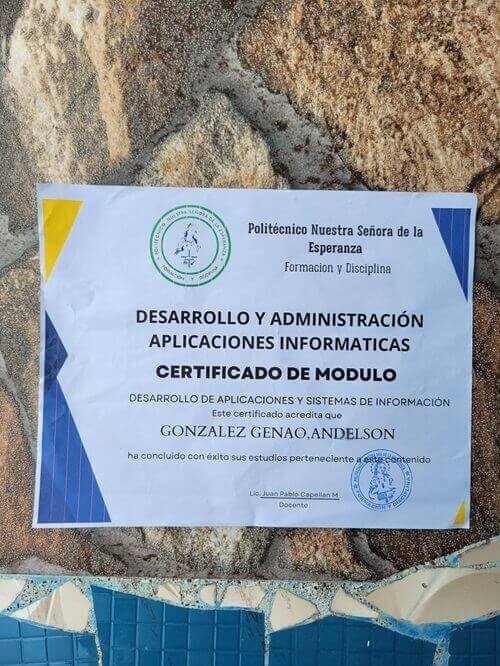 POLITÉCNICO NUESTRA SEÑORA DE LA ESPERANZA
FORMACIÓN Y DISCIPLINA
Politécnico Nuestra Señora de la
Esperanza
Formacion y Disciplina
DESARROLLO Y ADMINISTRACIÓN
APLICACIONES INFORMATICAS
CERTIFICADO DE MODULO
DESARROLLO DE APLICACIONES Y SISTEMAS DE INFORMACIÓN
Este certificado acredita que
GONZALEZ GENAO,ANDELSON
ha concluido con éxito sus estudios perteneciente a este contenido
Lic. Juan Pablo Capellan M.
Docente
FORMACIÓN Y DISCIPLINA